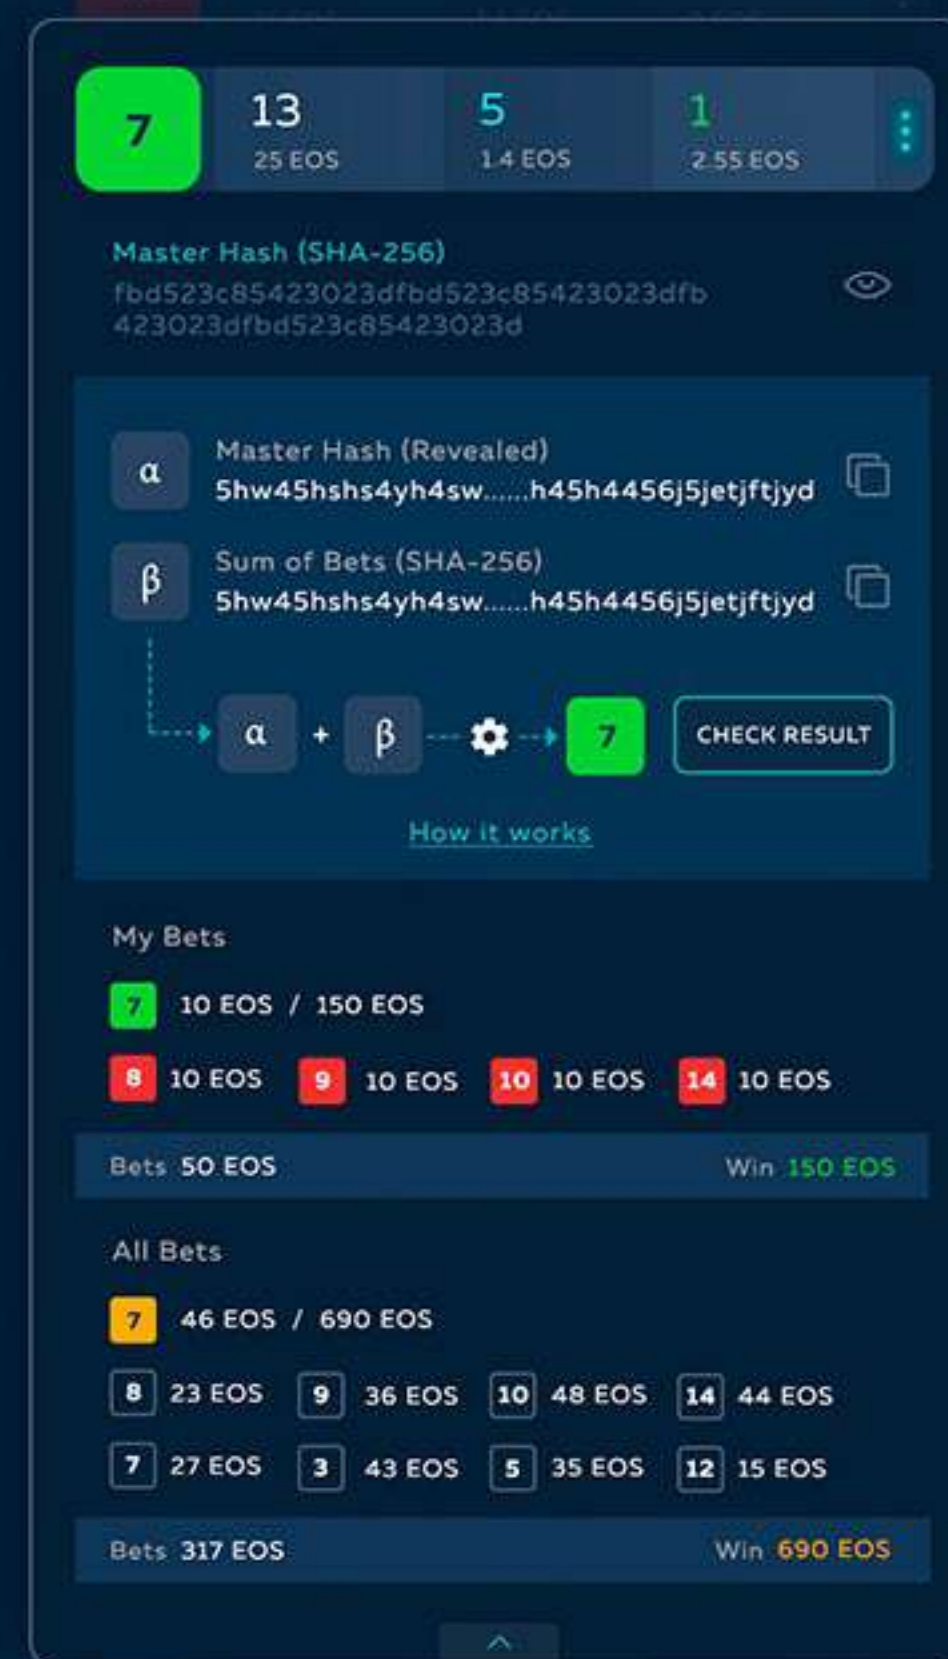 7 13 5 1
25 EOS 1.4 EOS 2.55 EOS
Master Hash (SHA-256)
fbd523c85423023dfbd523c85423023dfb
423023dfbd523c85423023d
α Master Hash (Revealed)
5hw45hshs4yh4sw......h45h4456j5jetjftjyd
β Sum of Bets (SHA-256)
5hw45hshs4yh4sw......h45h4456j5jetjftjyd
α + β 7 CHECK RESULT
How it works
My Bets
7 10 EOS / 150 EOS
8 10 EOS 9 10 EOS 10 10 EOS 14 10 EOS
Bets 50 EOS Win 150 EOS
All Bets
7 46 EOS / 690 EOS
8 23 EOS 9 36 EOS 10 48 EOS 14 44 EOS
7 27 EOS 3 43 EOS 5 35 EOS 12 15 EOS
Bets 317 EOS Win 690 EOS